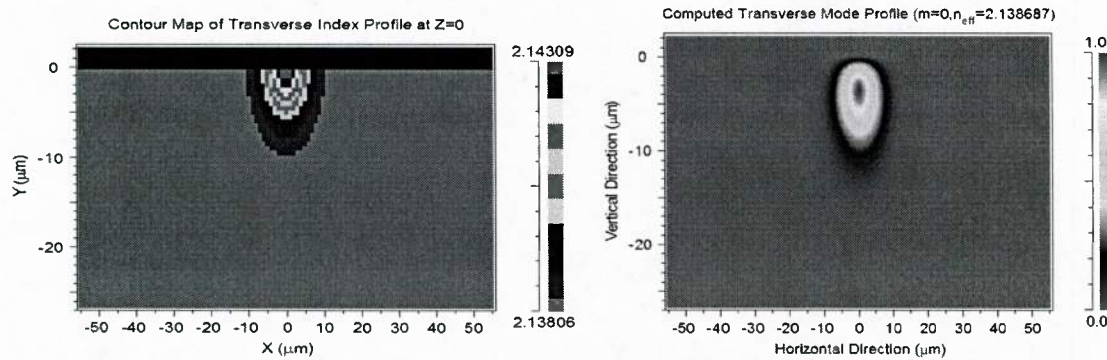 Contour Map of Transverse Index Profile at Z=0
2.14309
0
-10
-20
Y (μm)
-50 -40 -30 -20 -10 0 10 20 30 40 50
X (μm)
2.13806
Computed Transverse Mode Profile (m=0,n_eff=2.138687)
1.0
0
-10
-20
Vertical Direction (μm)
-50 -40 -30 -20 -10 0 10 20 30 40 50
Horizontal Direction (μm)
0.0